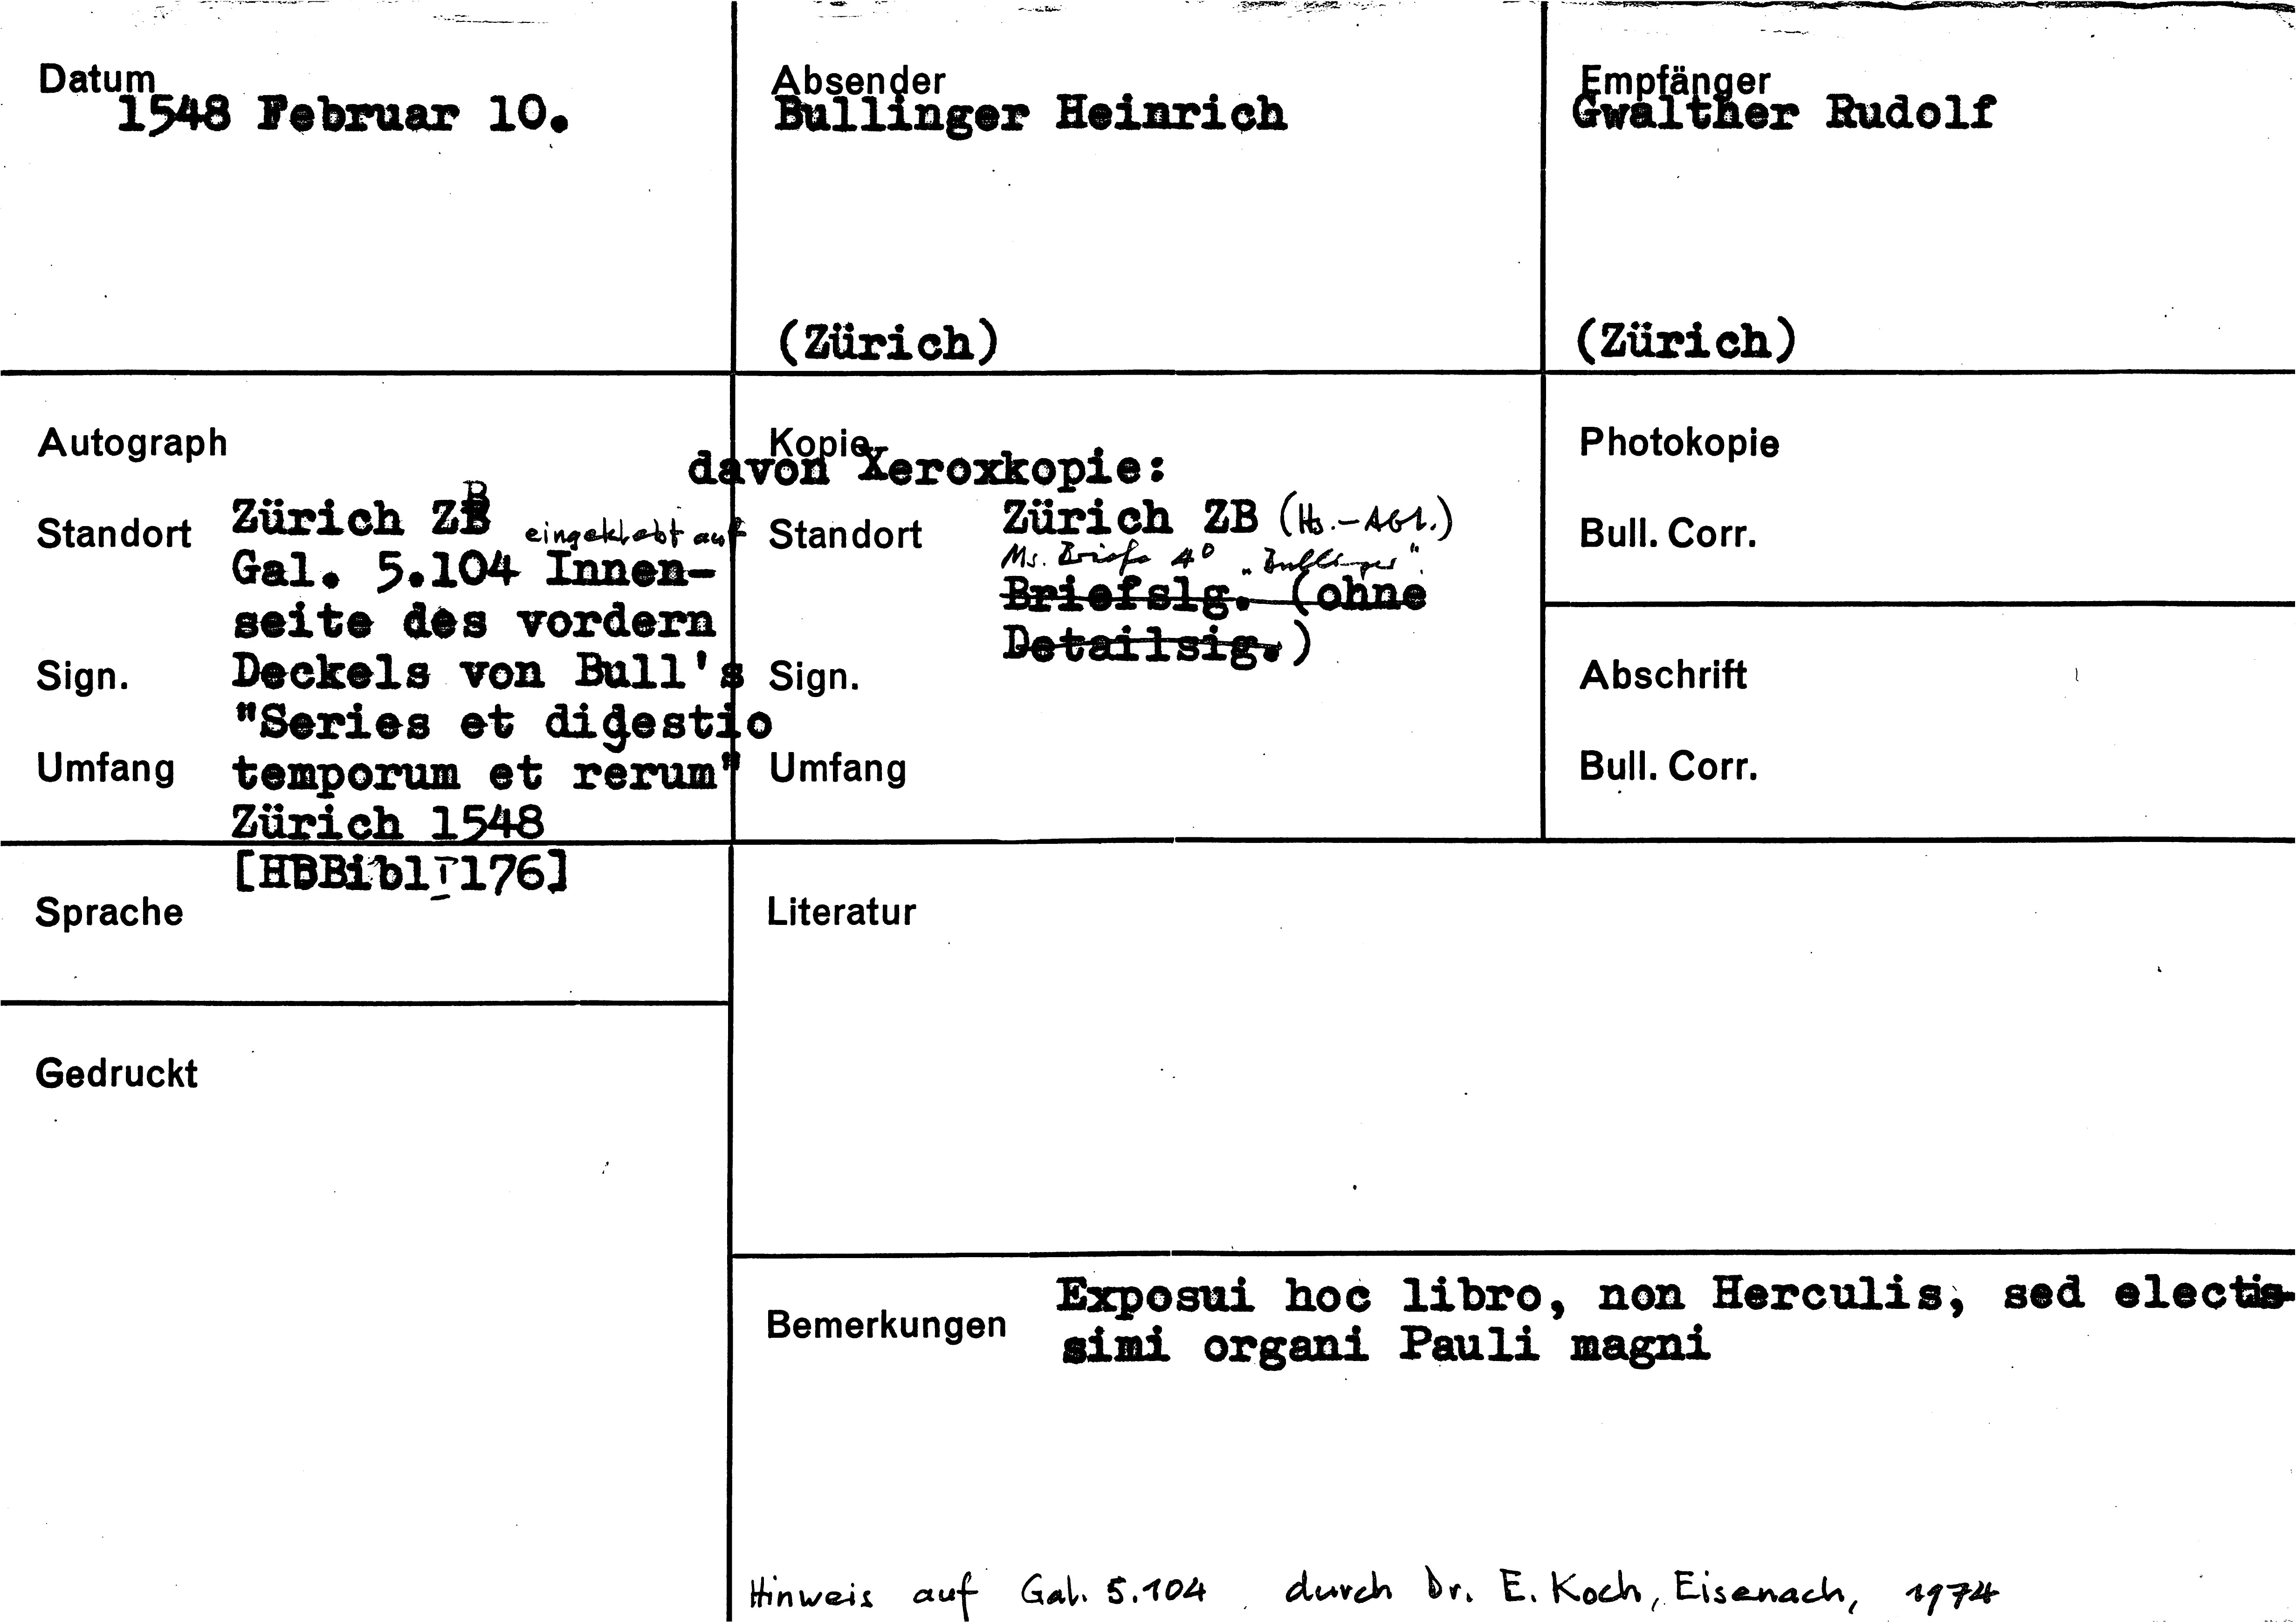 Datum
1548 Februar 10.
Absender
Bullinger Heinrich
(Zürich)
Empfänger
Gwalther Rudolf
(Zürich)
Autograph
Standort Zürich ZB eingeklebt auf
Gal. 5.104 Innen-
seite des vordern
Sign. Deckels von Bull's
"Series et digestio
Umfang temporum et rerum"
Zürich 1548
[HBBibl I 176]
Kopie
davon Xeroxkopie:
Standort Zürich ZB (Hs.-Abt.)
Ms. Briefe 4° "Bullinger".
Briefslg. (ohne
Detailsig.)
Sign.
Umfang
Photokopie
Bull. Corr.
Abschrift
Bull. Corr.
Sprache
Gedruckt
Literatur
Bemerkungen Exposui hoc libro, non Herculis, sed electis-
simi organi Pauli magni
Hinweis auf Gal. 5.104 durch Dr. E. Koch, Eisenach, 1974